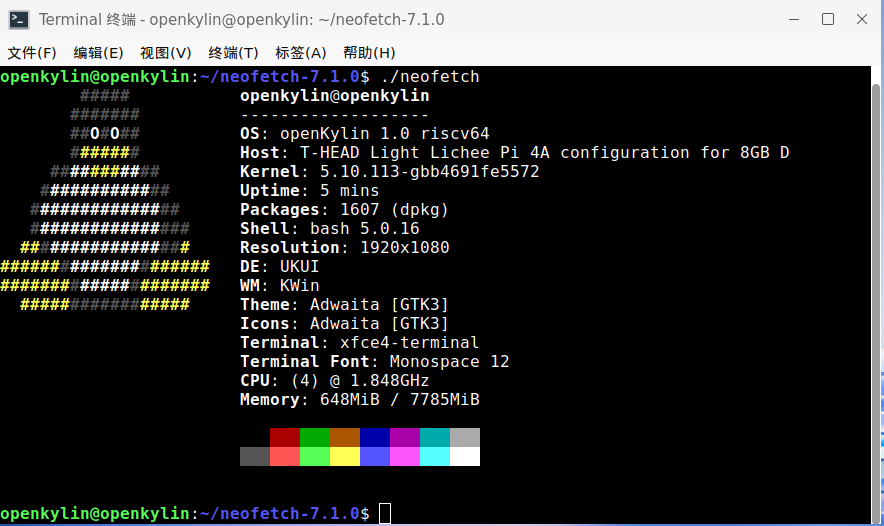 Terminal 终端 - openkylin@openkylin: ~/neofetch-7.1.0
文件(F) 编辑(E) 视图(V) 终端(T) 标签(A) 帮助(H)
openkylin@openkylin:~/neofetch-7.1.0$ ./neofetch
        #####           openkylin@openkylin
       #######          -------------------
       ##O#O##          OS: openKylin 1.0 riscv64
       #######          Host: T-HEAD Light Lichee Pi 4A configuration for 8GB D
     ###########        Kernel: 5.10.113-gbb4691fe5572
    #############       Uptime: 5 mins
   ###############      Packages: 1607 (dpkg)
   ################     Shell: bash 5.0.16
  #################     Resolution: 1920x1080
#####################   DE: UKUI
#####################   WM: KWin
  #################     Theme: Adwaita [GTK3]
                        Icons: Adwaita [GTK3]
                        Terminal: xfce4-terminal
                        Terminal Font: Monospace 12
                        CPU: (4) @ 1.848GHz
                        Memory: 648MiB / 7785MiB
openkylin@openkylin:~/neofetch-7.1.0$